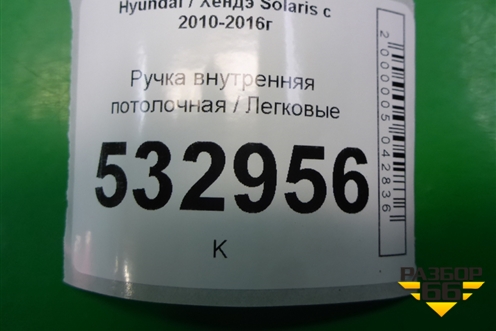 Hyundai / Хендэ Solaris с
2010-2016г
Ручка внутренняя
потолочная / Легковые
532956
К
2000005042836
РАЗБОР
66